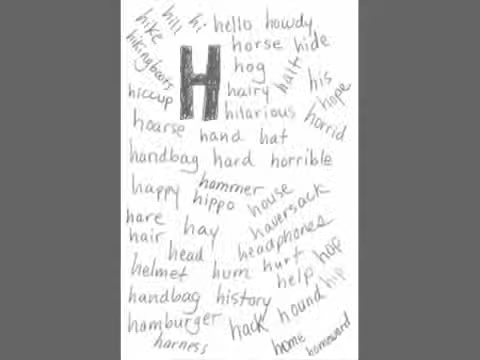 hike hill hi hello howdy
hikingboots horse hide
H hog halt
hiccup hairy his hope
hilarious horrid
hoarse hand hat
handbag hard horrible
happy hammer house
hippo haversack
hare hay
hair headphones
head hurt hop
helmet hum help hip
handbag history hound
hamburger hack home homeward
harness